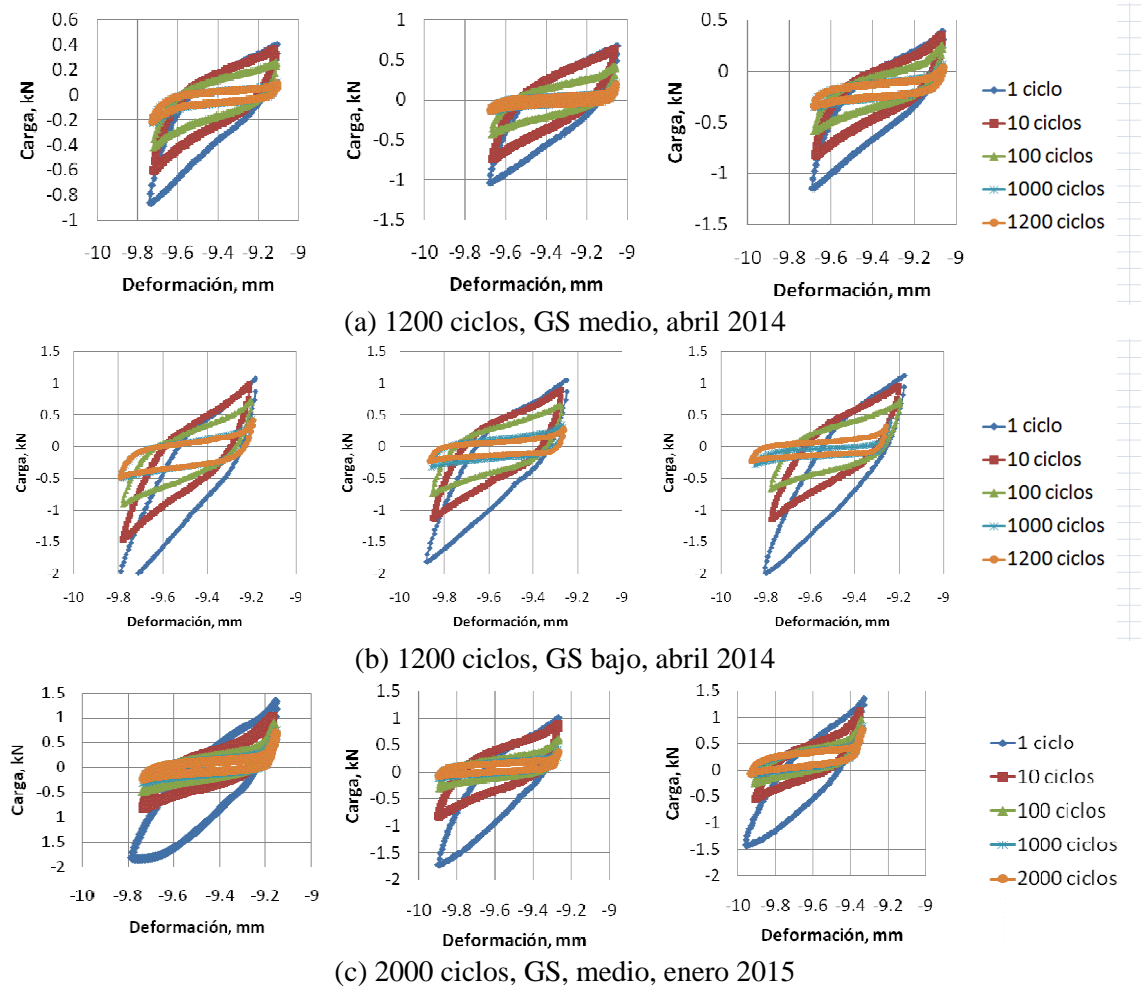 0.6
0.4
0.2
0
-0.2
-0.4
-0.6
-0.8
-1
Carga, kN
-10 -9.8 -9.6 -9.4 -9.2 -9
Deformación, mm
1
0.5
0
-0.5
-1
-1.5
Carga, kN
-10 -9.8 -9.6 -9.4 -9.2 -9
Deformación, mm
0.5
0
-0.5
-1
-1.5
Carga, kN
-10 -9.8 -9.6 -9.4 -9.2 -9
Deformación, mm
1 ciclo
10 ciclos
100 ciclos
1000 ciclos
1200 ciclos
(a) 1200 ciclos, GS medio, abril 2014
1.5
1
0.5
0
-0.5
-1
-1.5
2
Carga, kN
-10 -9.8 -9.6 -9.4 -9.2 -9
Deformación, mm
1.5
1
0.5
0
-0.5
-1
-1.5
2
Carga, kN
-10 -9.8 -9.6 -9.4 -9.2 -9
Deformación, mm
1.5
1
0.5
0
-0.5
-1
-1.5
2
Carga, kN
-10 -9.8 -9.6 -9.4 -9.2 -9
Deformación, mm
1 ciclo
10 ciclos
100 ciclos
1000 ciclos
1200 ciclos
(b) 1200 ciclos, GS bajo, abril 2014
1.5
1
0.5
0
-0.5
1
1.5
-2
Carga, kN
-10 -9.8 -9.6 -9.4 -9.2 -9
Deformación, mm
1.5
1
0.5
0
-0.5
-1
-1.5
-2
Carga, kN
-10 -9.8 -9.6 -9.4 -9.2 -9
Deformación, mm
1.5
1
0.5
0
-0.5
-1
-1.5
-2
Carga, kN
-10 -9.8 -9.6 -9.4 -9.2 -9
Deformación, mm
1 ciclo
10 ciclos
100 ciclos
1000 ciclos
2000 ciclos
(c) 2000 ciclos, GS, medio, enero 2015